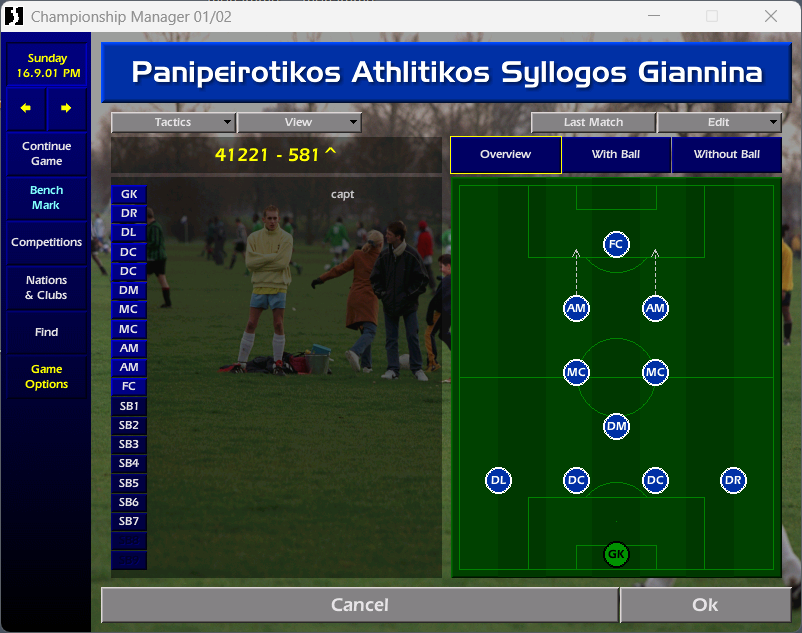 Championship Manager 01/02
Sunday
16.9.01 PM
Continue
Game
Bench
Mark
Competitions
Nations
& Clubs
Find
Game
Options
Panipeirotikos Athlitikos Syllogos Giannina
Tactics
View
Last Match
Edit
41221 - 581 ^
Overview
With Ball
Without Ball
GK
capt
DR
DL
DC
DC
DM
MC
MC
AM
AM
FC
SB1
SB2
SB3
SB4
SB5
SB6
SB7
FC
AM
AM
MC
MC
DM
DL
DC
DC
DR
GK
Cancel
Ok